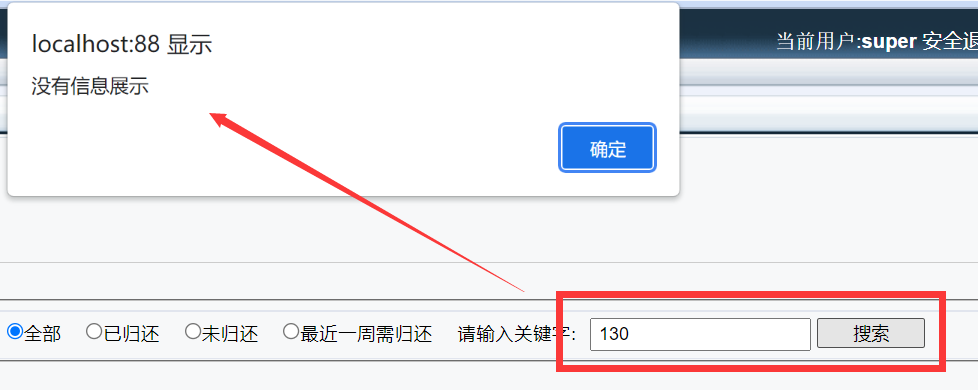 localhost:88 显示
没有信息展示
确定
当前用户:super 安全退
全部 已归还 未归还 最近一周需归还 请输入关键字: 130 搜索